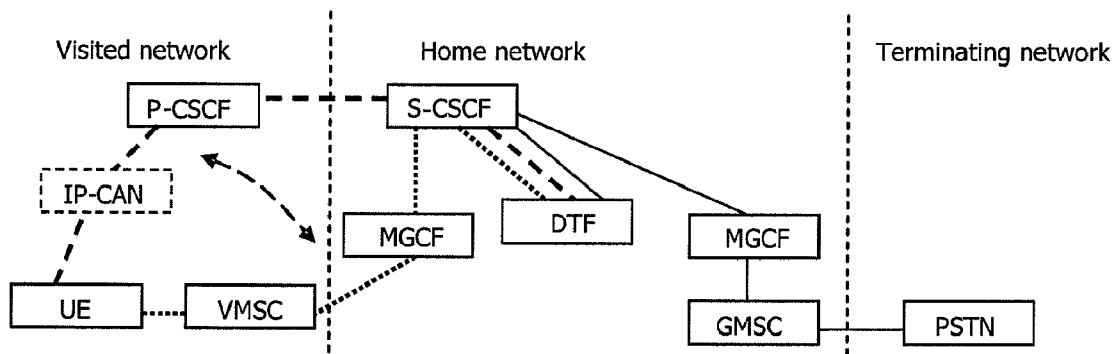 Visited network
Home network
Terminating network
P-CSCF
S-CSCF
IP-CAN
MGCF
DTF
MGCF
UE
VMSC
GMSC
PSTN